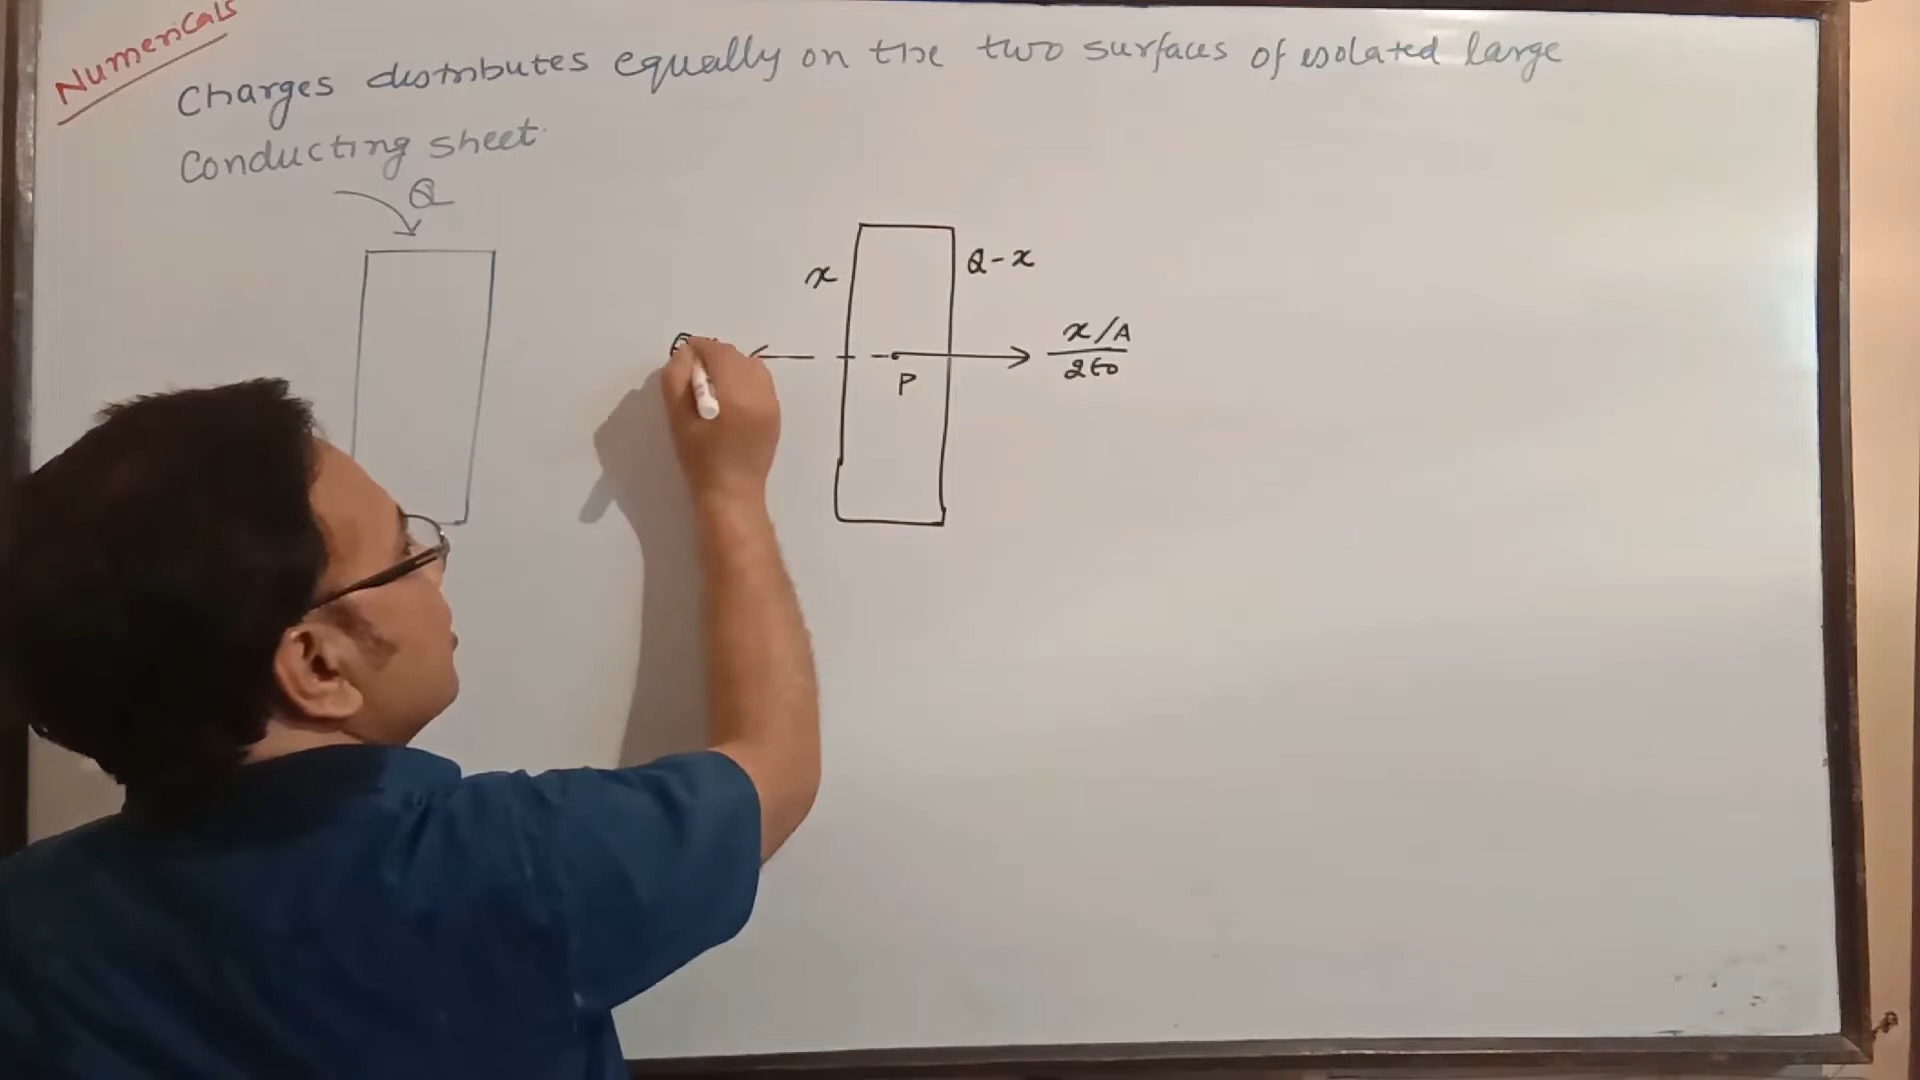 Numericals
Charges distributes equally on the two surfaces of isolated large
Conducting sheet.
Q
x
Q-x
x/A
2ε0
P